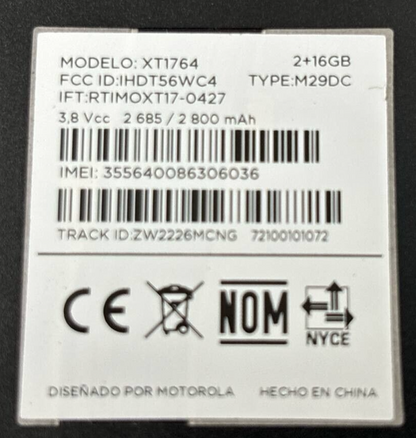 MODELO: XT1764 2+16GB
FCC ID:IHDT56WC4 TYPE:M29DC
IFT:RTIMOXT17-0427
3,8 Vcc 2 685 / 2 800 mAh
IMEI: 355640086306036
TRACK ID:ZW2226MCNG 72100101072
CE NOM NYCE
DISEÑADO POR MOTOROLA HECHO EN CHINA